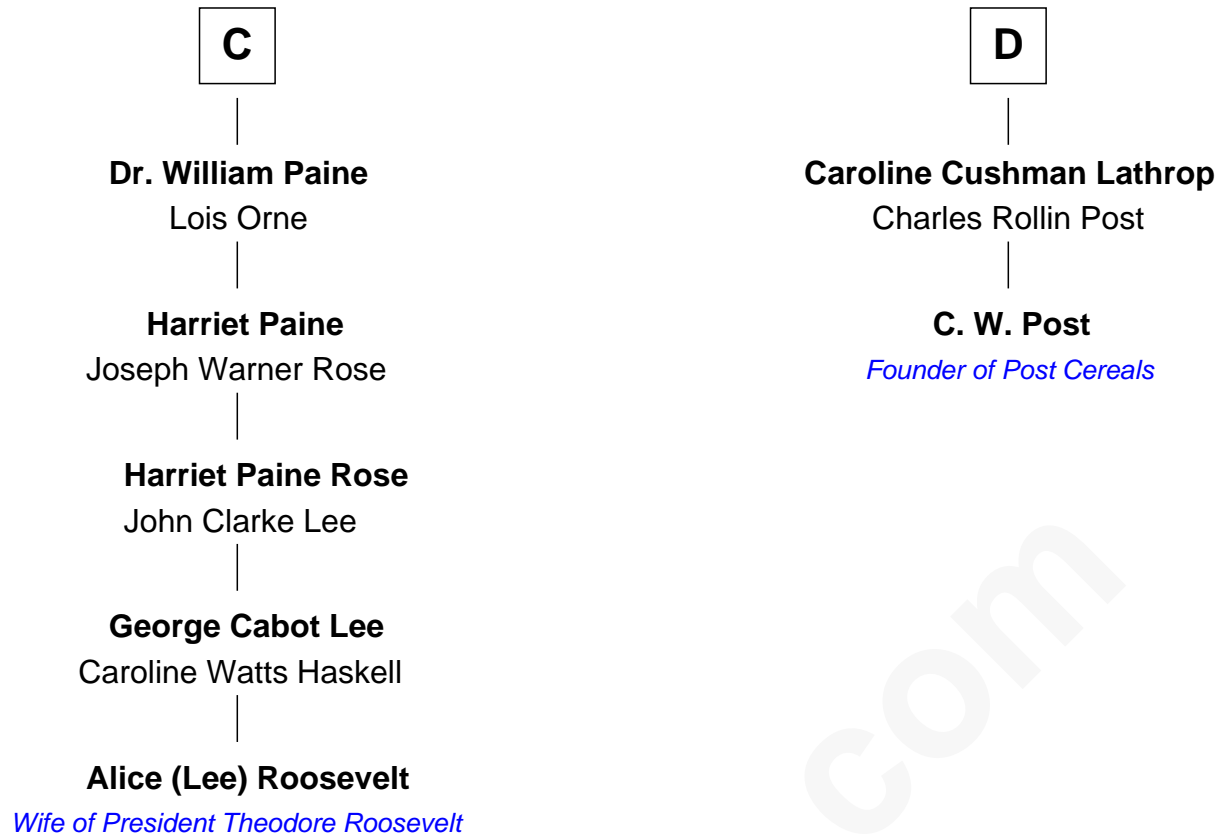 C
Dr. William Paine
Lois Orne
Harriet Paine
Joseph Warner Rose
Harriet Paine Rose
John Clarke Lee
George Cabot Lee
Caroline Watts Haskell
Alice (Lee) Roosevelt
Wife of President Theodore Roosevelt
D
Caroline Cushman Lathrop
Charles Rollin Post
C. W. Post
Founder of Post Cereals
com